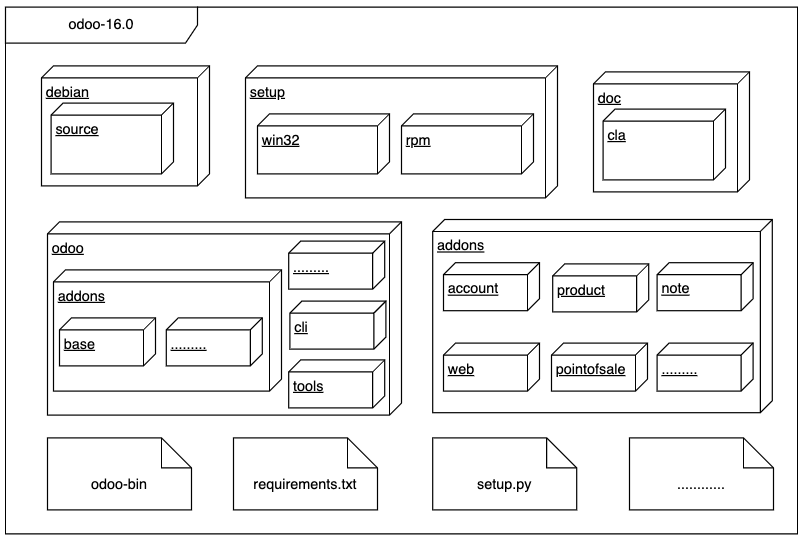 odoo-16.0
debian
source
setup
win32
rpm
doc
cla
odoo
addons
base
.........
.........
cli
tools
addons
account
product
note
web
pointofsale
.........
odoo-bin
requirements.txt
setup.py
............